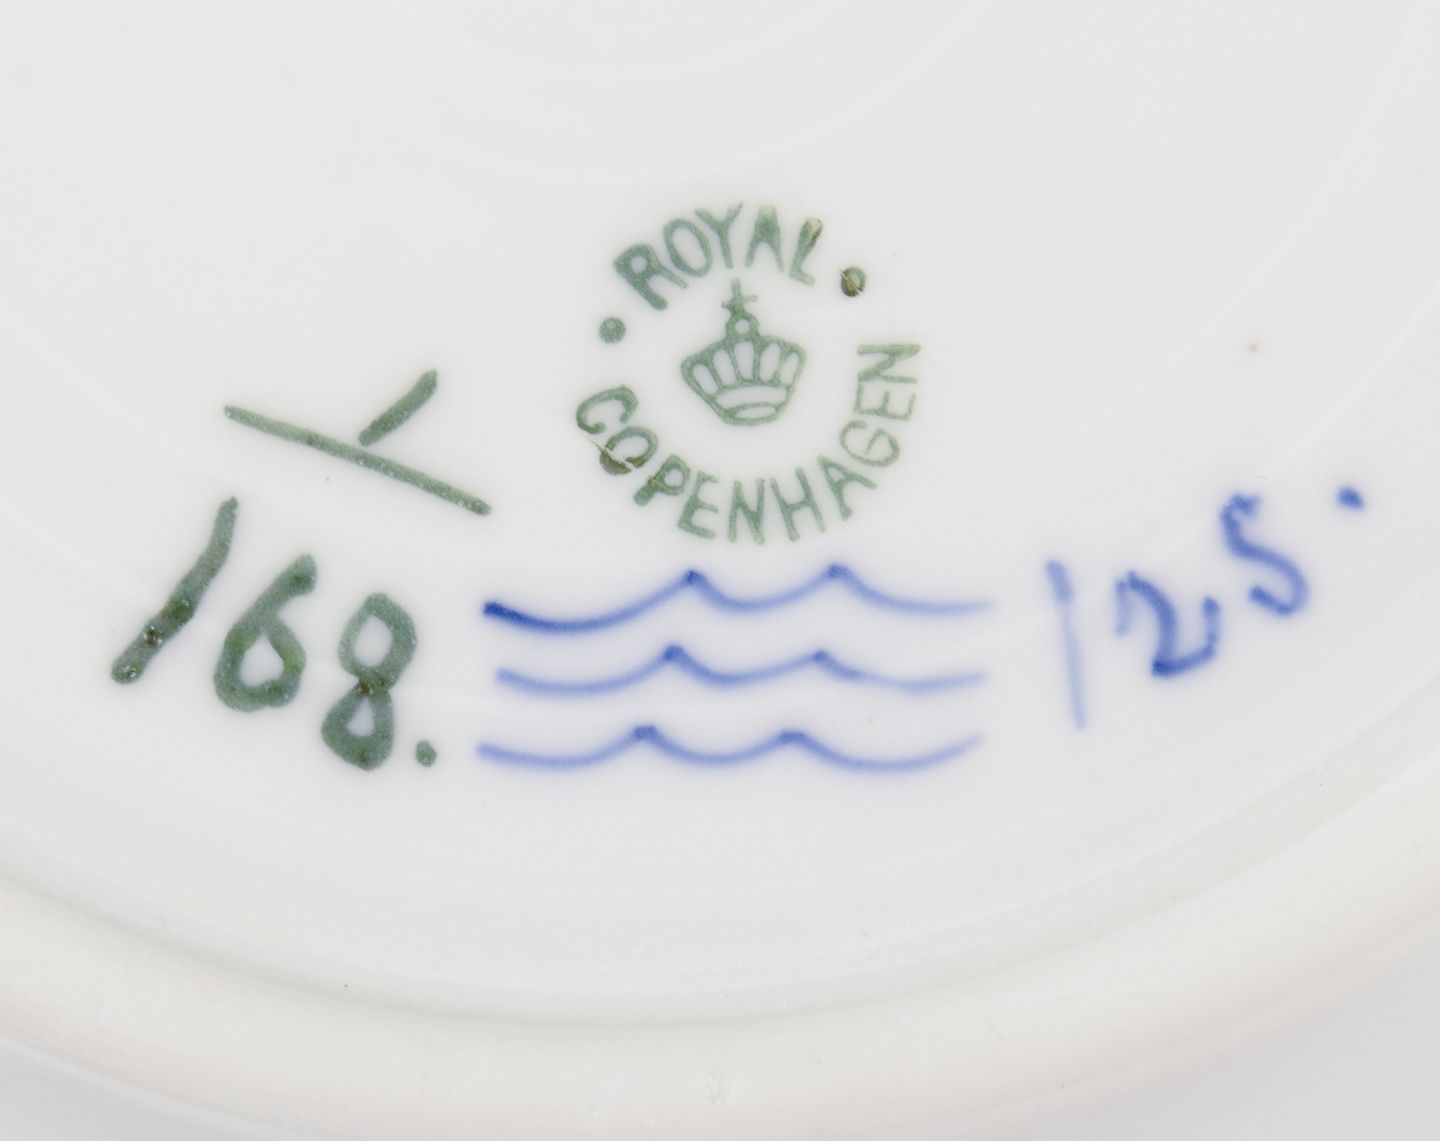 · ROYAL ·
COPENHAGEN
1
168.
125.